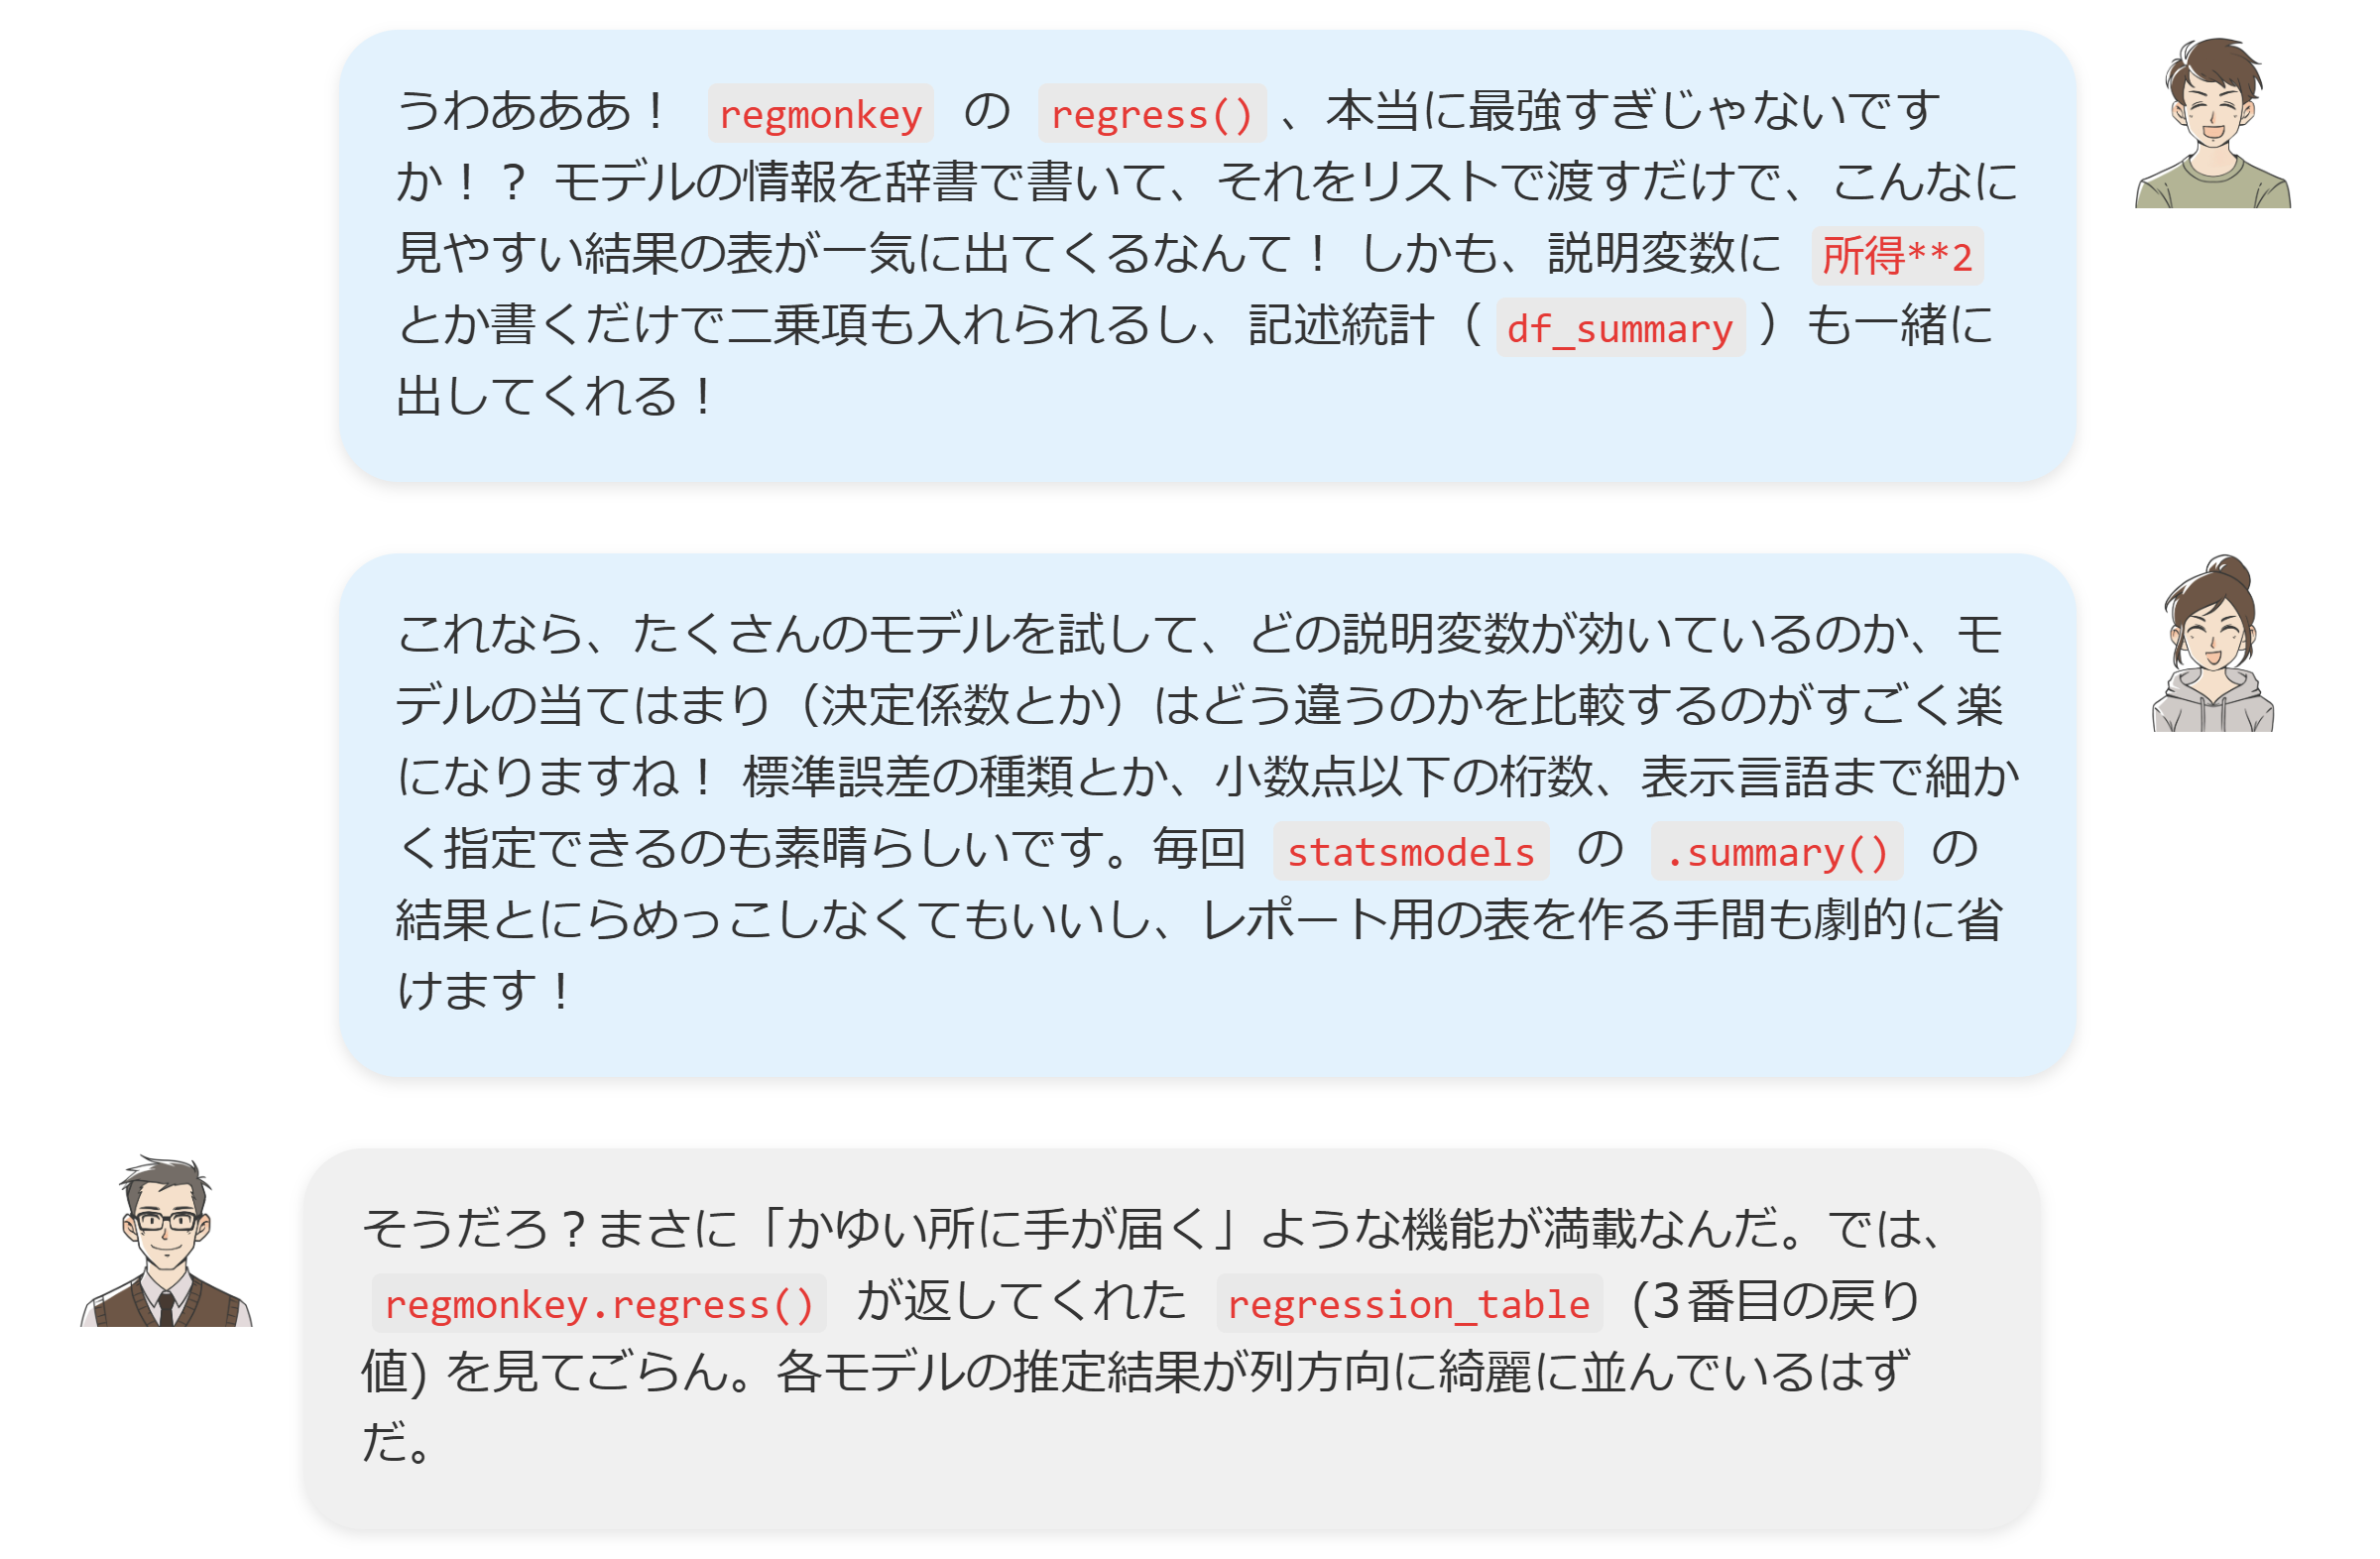 うわあああ！ regmonkey の regress() 、本当に最強すぎじゃないです
か！？ モデルの情報を辞書で書いて、それをリストで渡すだけで、こんなに
見やすい結果の表が一気に出てくるなんて！ しかも、説明変数に 所得**2
とか書くだけで二乗項も入れられるし、記述統計（ df_summary ）も一緒に
出してくれる！
これなら、たくさんのモデルを試して、どの説明変数が効いているのか、モ
デルの当てはまり（決定係数とか）はどう違うのかを比較するのがすごく楽
になりますね！ 標準誤差の種類とか、小数点以下の桁数、表示言語まで細か
く指定できるのも素晴らしいです。毎回 statsmodels の .summary() の
結果とにらめっこしなくてもいいし、レポート用の表を作る手間も劇的に省
けます！
そうだろ？まさに「かゆい所に手が届く」ような機能が満載なんだ。では、
regmonkey.regress() が返してくれた regression_table (3番目の戻り
値) を見てごらん。各モデルの推定結果が列方向に綺麗に並んでいるはず
だ。